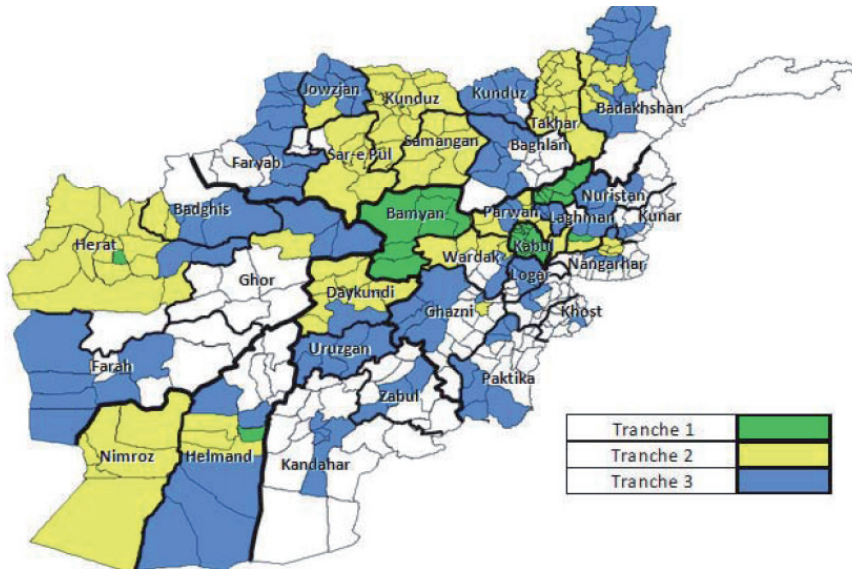 Jowzjan
Kunduz
Kunduz
Takhar
Badakhshan
Faryab
Sar-e Pul
Samangan
Baghlan
Badghis
Bamyan
Parwan
Nuristan
Laghman
Kunar
Herat
Ghor
Wardak
Kabul
Nangarhar
Daykundi
Logar
Ghazni
Khost
Uruzgan
Farah
Zabul
Paktika
Nimroz
Helmand
Kandahar
Tranche 1
Tranche 2
Tranche 3